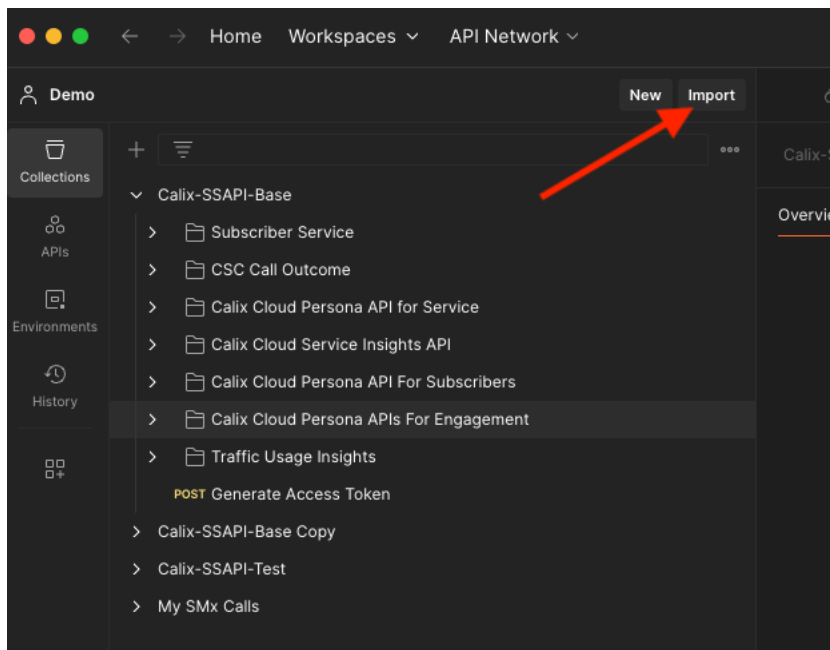 Home Workspaces API Network
Demo
New Import
Collections
APIs
Environments
History
Calix-SSAPI-Base
Subscriber Service
CSC Call Outcome
Calix Cloud Persona API for Service
Calix Cloud Service Insights API
Calix Cloud Persona API For Subscribers
Calix Cloud Persona APIs For Engagement
Traffic Usage Insights
POST Generate Access Token
Calix-SSAPI-Base Copy
Calix-SSAPI-Test
My SMx Calls
Calix-
Overvie